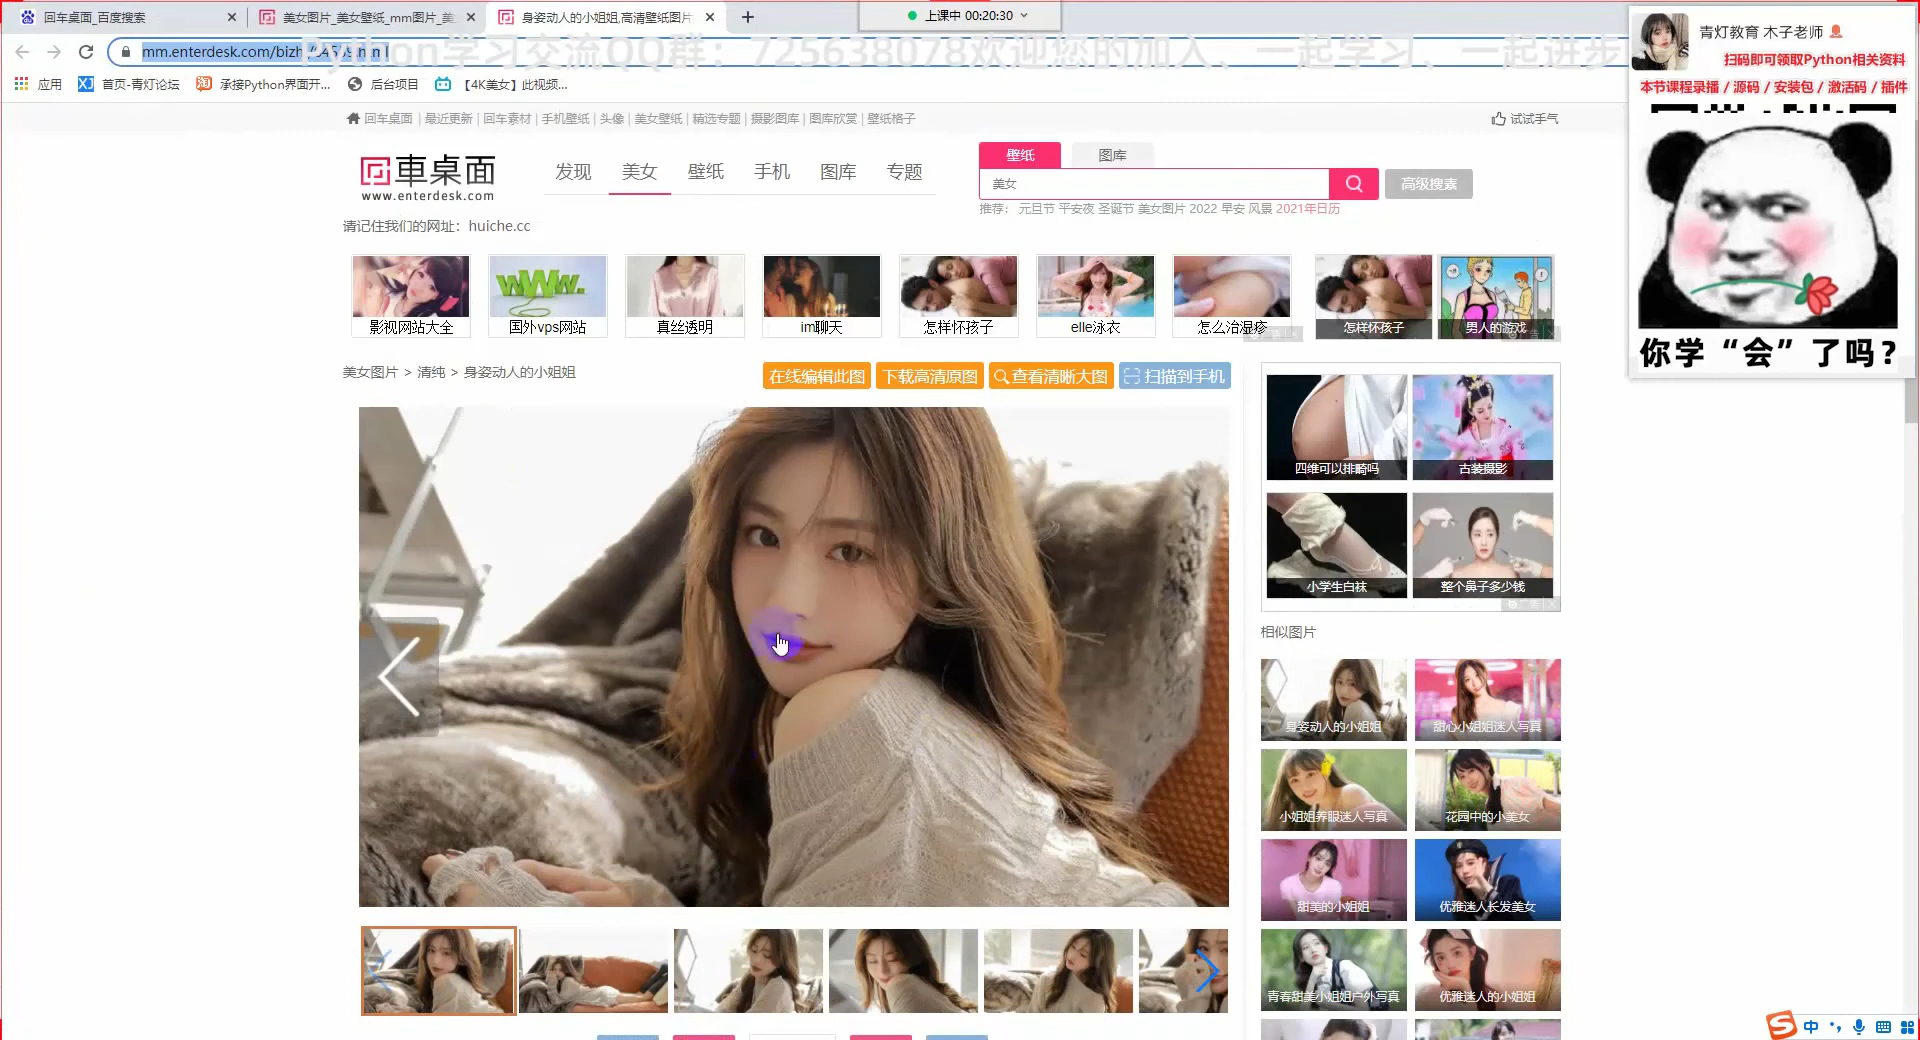 回车桌面_百度搜索
美女图片_美女壁纸_mm图片_美
身姿动人的小姐姐,高清壁纸图片
上课中 00:20:30
mm.enterdesk.com/bizh
Python学习交流QQ群：725638078欢迎您的加入、一起学习、一起进步
应用
首页-青灯论坛
承接Python界面开...
后台项目
【4K美女】此视频...
青灯教育 木子老师
扫码即可领取Python相关资料
本节课程录播 / 源码 / 安装包 / 激活码 / 插件
你学“会”了吗？
回车桌面 | 最近更新 | 回车素材 | 手机壁纸 | 头像 | 美女壁纸 | 精选专题 | 摄影图库 | 图库欣赏 | 壁纸格子
试试手气
車桌面
www.enterdesk.com
发现 美女 壁纸 手机 图库 专题
壁纸 图库
美女
高级搜素
推荐： 元旦节 平安夜 圣诞节 美女图片 2022 早安 风景 2021年日历
请记住我们的网址：huiche.cc
www.
影视网站大全
国外vps网站
真丝透明
im聊天
怎样怀孩子
elle泳衣
怎么治湿疹
怎样怀孩子
男人的游戏
美女图片 > 清纯 > 身姿动人的小姐姐
在线编辑此图
下载高清原图
查看清晰大图
扫描到手机
四维可以排畸吗
古装摄影
小学生白袜
整个鼻子多少钱
相似图片
身姿动人的小姐姐
甜心小姐姐迷人写真
小姐姐养眼迷人写真
花园中的小美女
甜美的小姐姐
优雅迷人长发美女
青春甜美小姐姐户外写真
优雅迷人的小姐姐
中